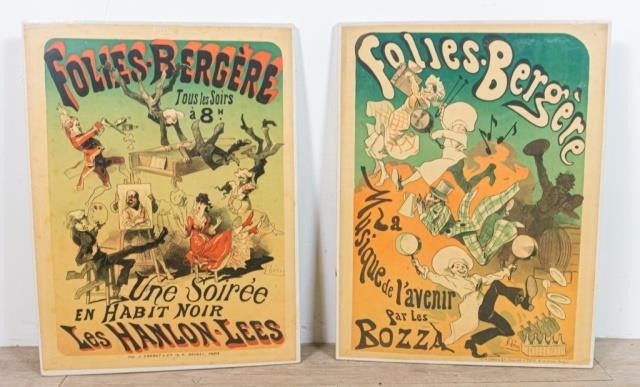 FOLIES-BERGÈRE
Tous les Soirs
à 8H.
Une Soirée
EN HABIT NOIR
Les HANLON-LEES
Folies-Bergère
La
Musique de l'avenir
Par Les
BOZZA